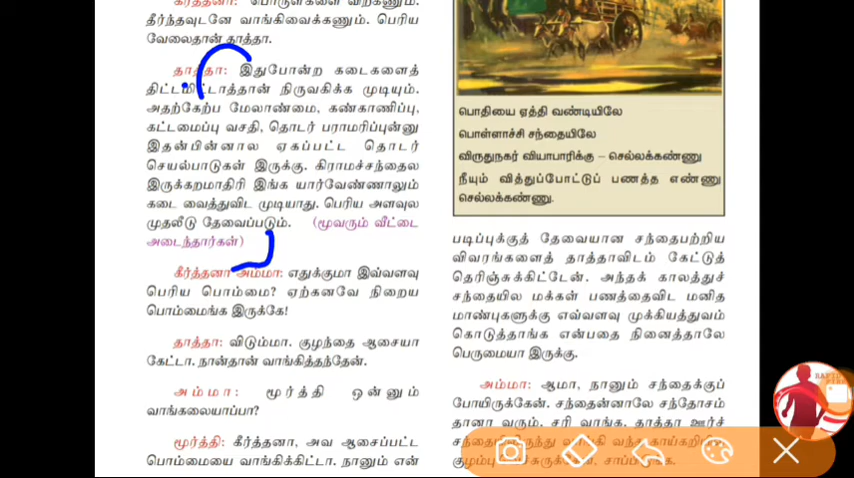 கீர்த்தனா: பொருள்களை விற்கணும்.
தீர்ந்தவுடனே வாங்கிவைக்கணும். பெரிய
வேலைதான் தாத்தா.
தாத்தா: இதுபோன்ற கடைகளைத்
திட்டமிட்டாத்தான் நிருவகிக்க முடியும்.
அதற்கேற்ப மேலாண்மை, கண்காணிப்பு,
கட்டமைப்பு வசதி, தொடர் பராமரிப்புன்னு
இதன்பின்னால ஏகப்பட்ட தொடர்
செயல்பாடுகள் இருக்கு. கிராமச்சந்தைல
இருக்கறமாதிரி இங்க யார்வேண்ணாலும்
கடை வைத்துவிட முடியாது. பெரிய அளவுல
முதலீடு தேவைப்படும். (மூவரும் வீட்டை
அடைந்தார்கள்)
கீர்த்தனா அம்மா: எதுக்குமா இவ்வளவு
பெரிய பொம்மை? ஏற்கனவே நிறைய
பொம்மைங்க இருக்கே!
தாத்தா: விடும்மா. குழந்தை ஆசையா
கேட்டா. நான்தான் வாங்கித்தந்தேன்.
அம்மா: மூர்த்தி ஒன்னும்
வாங்கலையாப்பா?
மூர்த்தி: கீர்த்தனா, அவ ஆசைப்பட்ட
பொம்மையை வாங்கிக்கிட்டா. நானும் என்
பொதியை ஏத்தி வண்டியிலே
பொள்ளாச்சி சந்தையிலே
விருதுநகர் வியாபாரிக்கு – செல்லக்கண்ணு
நீயும் வித்துப்போட்டுப் பணத்த எண்ணு
செல்லக்கண்ணு.
படிப்புக்குத் தேவையான சந்தைபற்றிய
விவரங்களைத் தாத்தாவிடம் கேட்டுத்
தெரிஞ்சுக்கிட்டேன். அந்தக் காலத்துச்
சந்தையில மக்கள் பணத்தைவிட மனித
மாண்புகளுக்கு எவ்வளவு முக்கியத்துவம்
கொடுத்தாங்க என்பதை நினைத்தாலே
பெருமையா இருக்கு.
அம்மா: ஆமா, நானும் சந்தைக்குப்
போயிருக்கேன். சந்தைன்னாலே சந்தோசம்
தானா வரும். சரி வாங்க. தாத்தா ஊர்ச்
வாங்கி வந்த
குழம்பு